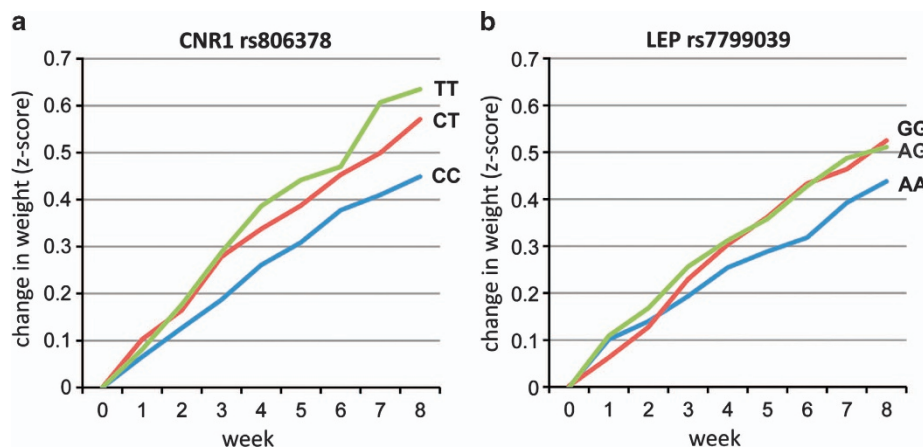 a
CNR1 rs806378
change in weight (z-score)
0.7
0.6
0.5
0.4
0.3
0.2
0.1
0
TT
CT
CC
0 1 2 3 4 5 6 7 8
week
b
LEP rs7799039
change in weight (z-score)
0.7
0.6
0.5
0.4
0.3
0.2
0.1
0
GG
AG
AA
0 1 2 3 4 5 6 7 8
week